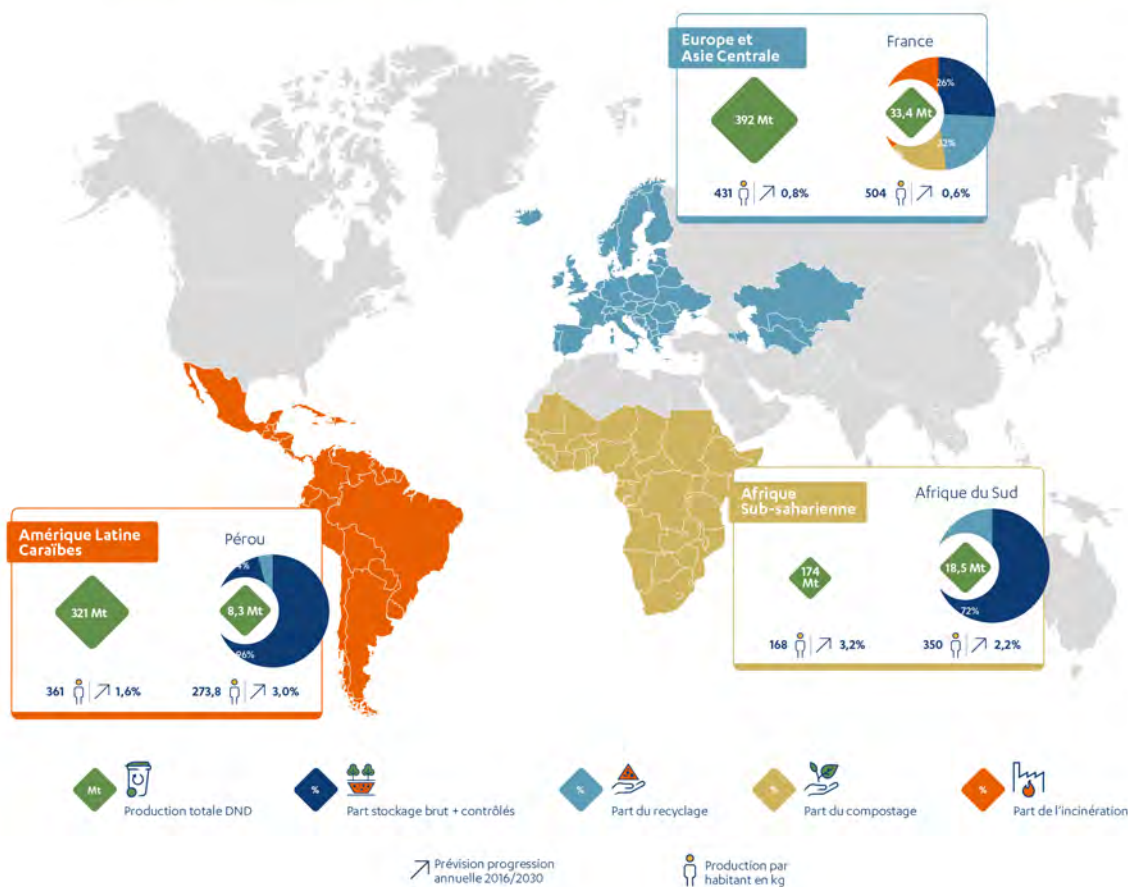 Europe et
Asie Centrale
France
392 Mt
26%
33,4 Mt
431
0,8%
504
0,6%
Amérique Latine
Caraïbes
Pérou
321 Mt
4%
8,3 Mt
96%
361
1,6%
273,8
3,0%
Afrique
Sub-saharienne
Afrique du Sud
174
Mt
18,5 Mt
72%
168
3,2%
350
2,2%
Mt
Production totale DND
%
Part stockage brut + contrôlés
%
Part du recyclage
%
Part du compostage
%
Part de l'incinération
Prévision progression
annuelle 2016/2030
Production par
habitant en kg